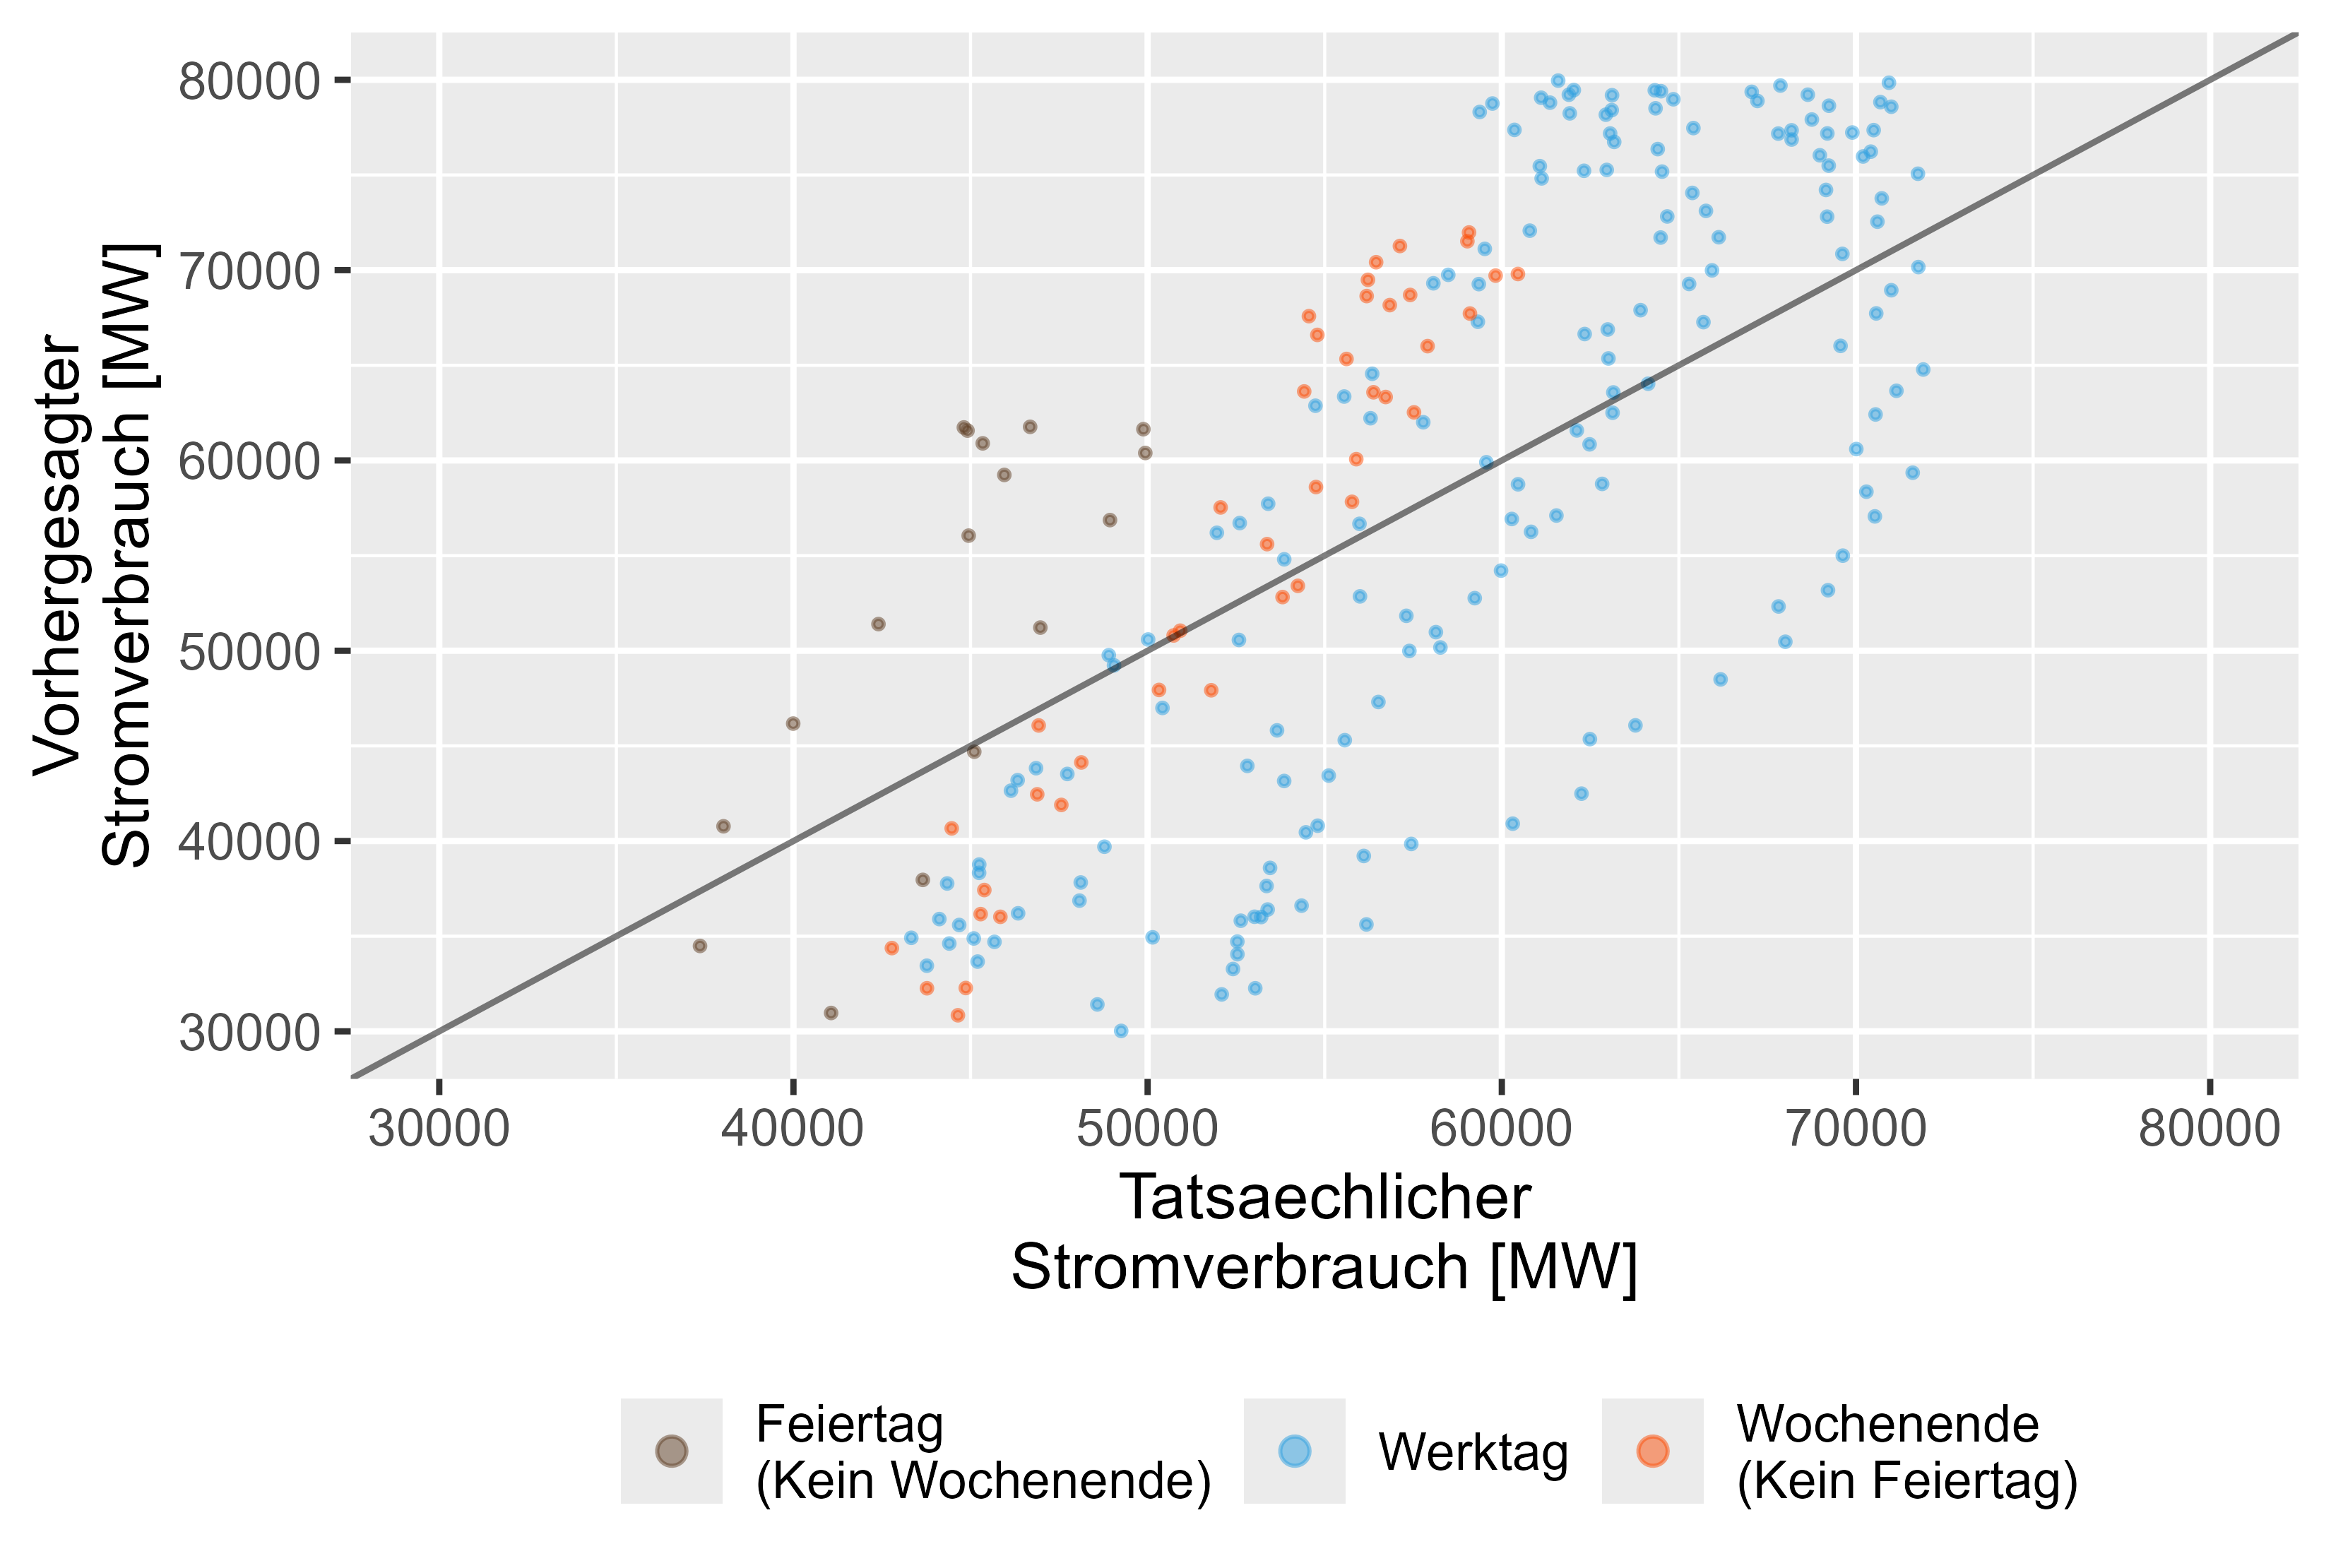 Vorhergesagter
Stromverbrauch [MW]
80000
70000
60000
50000
40000
30000
30000 40000 50000 60000 70000 80000
Tatsaechlicher
Stromverbrauch [MW]
Feiertag
(Kein Wochenende)
Werktag
Wochenende
(Kein Feiertag)